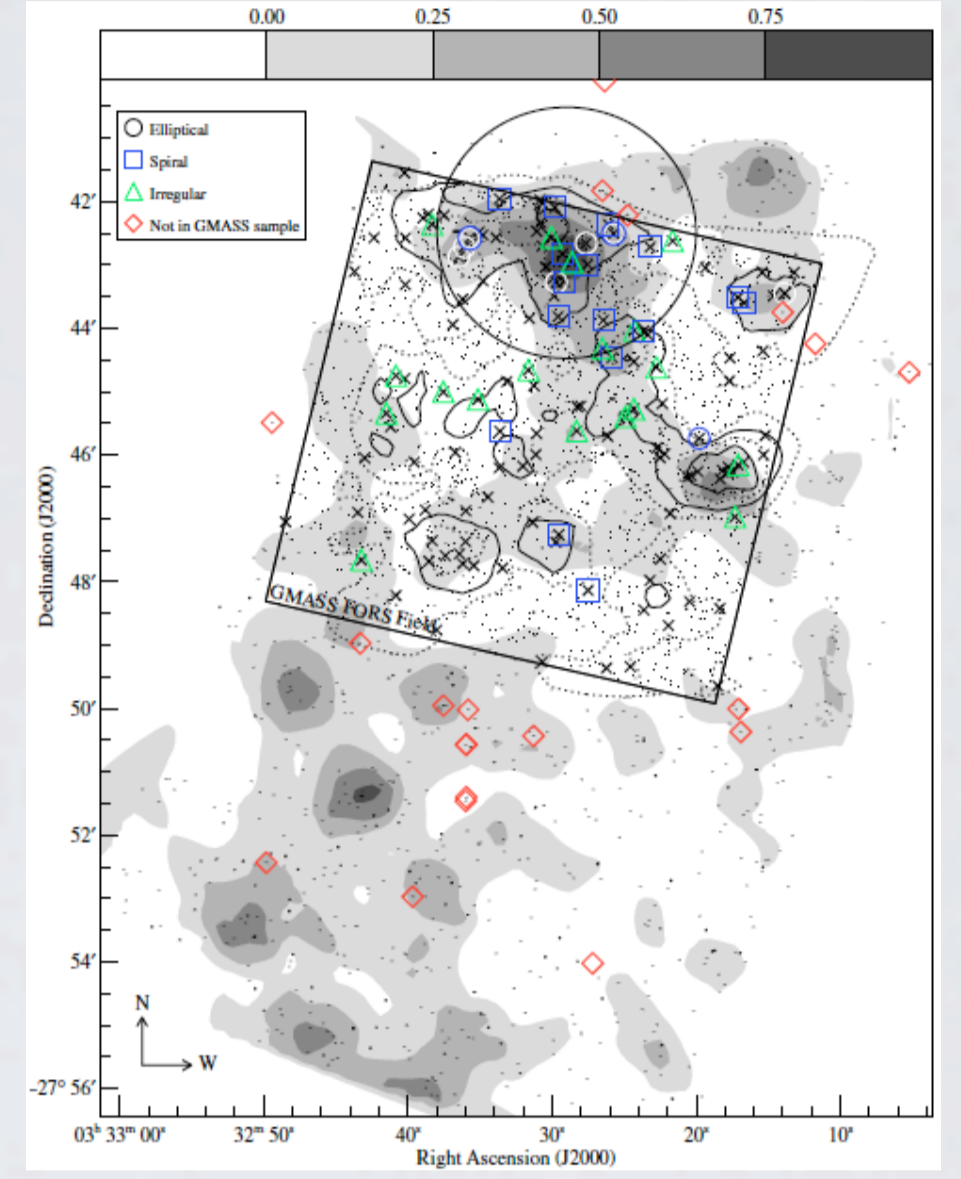 0.00 0.25 0.50 0.75
Elliptical
Spiral
Irregular
Not in GMASS sample
42′
44′
46′
48′
50′
52′
54′
-27° 56′
Declination (J2000)
GMASS FORS Field
N
W
03ʰ 33ᵐ 00ˢ 32ᵐ 50ˢ 40ˢ 30ˢ 20ˢ 10ˢ
Right Ascension (J2000)